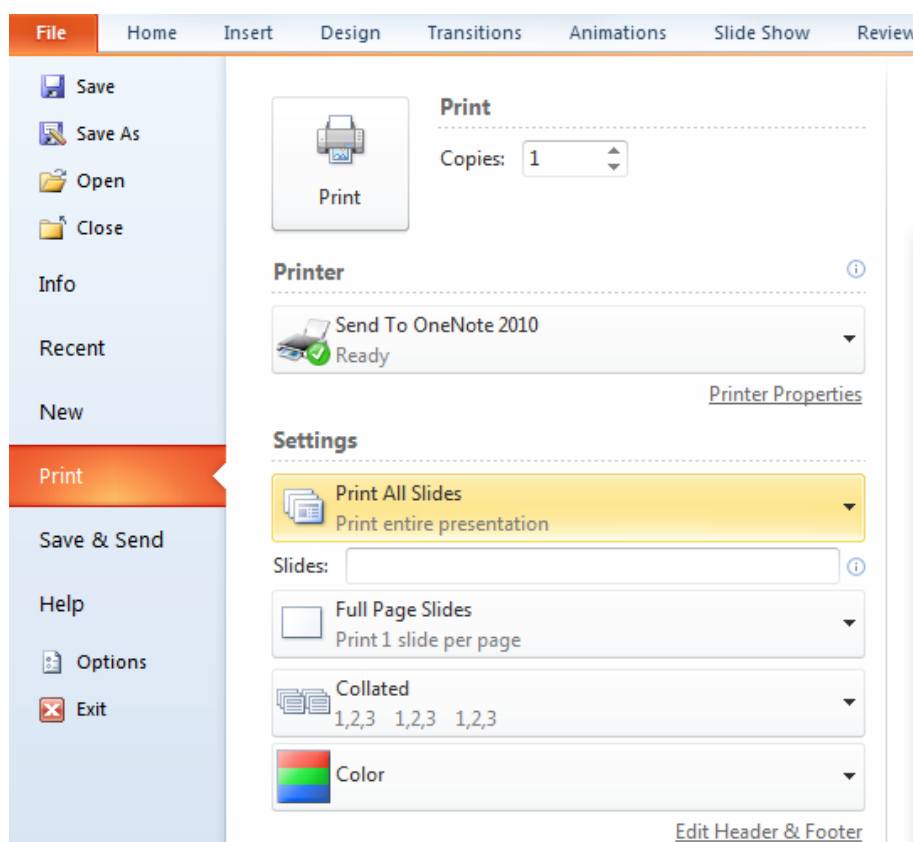 File Home Insert Design Transitions Animations Slide Show Review
Save
Save As
Open
Close
Info
Recent
New
Print
Save & Send
Help
Options
Exit
Print
Print
Copies: 1
Printer
Send To OneNote 2010
Ready
Printer Properties
Settings
Print All Slides
Print entire presentation
Slides:
Full Page Slides
Print 1 slide per page
Collated
1,2,3 1,2,3 1,2,3
Color
Edit Header & Footer